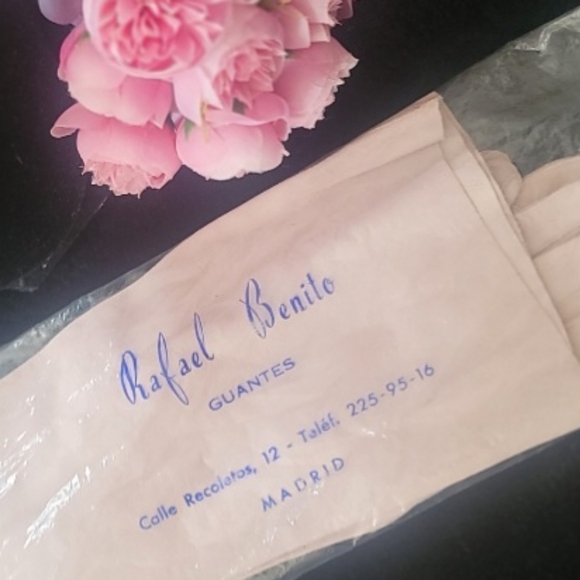 Rafael Benito
GUANTES
Calle Recoletos, 12 - Teléf. 225-95-16
MADRID